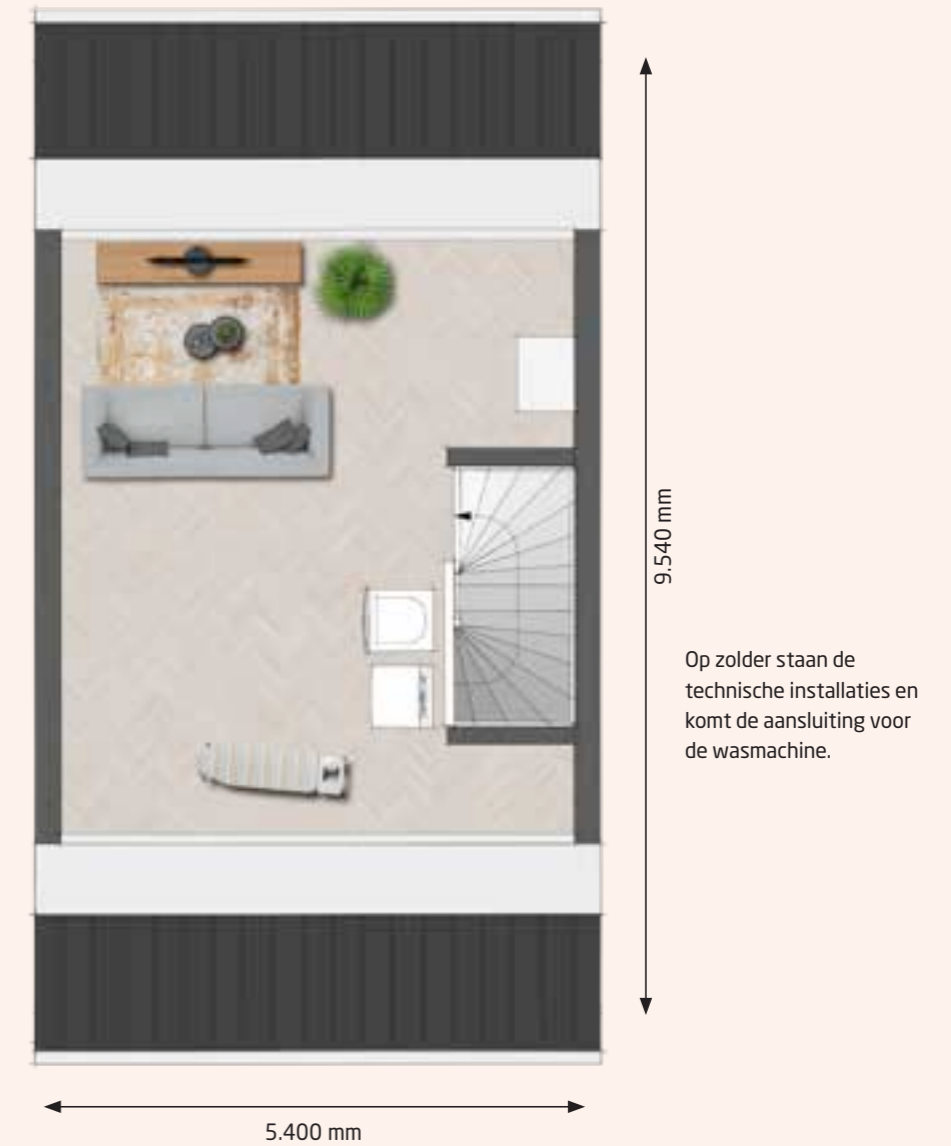 9.540 mm
Op zolder staan de
technische installaties en
komt de aansluiting voor
de wasmachine.
5.400 mm